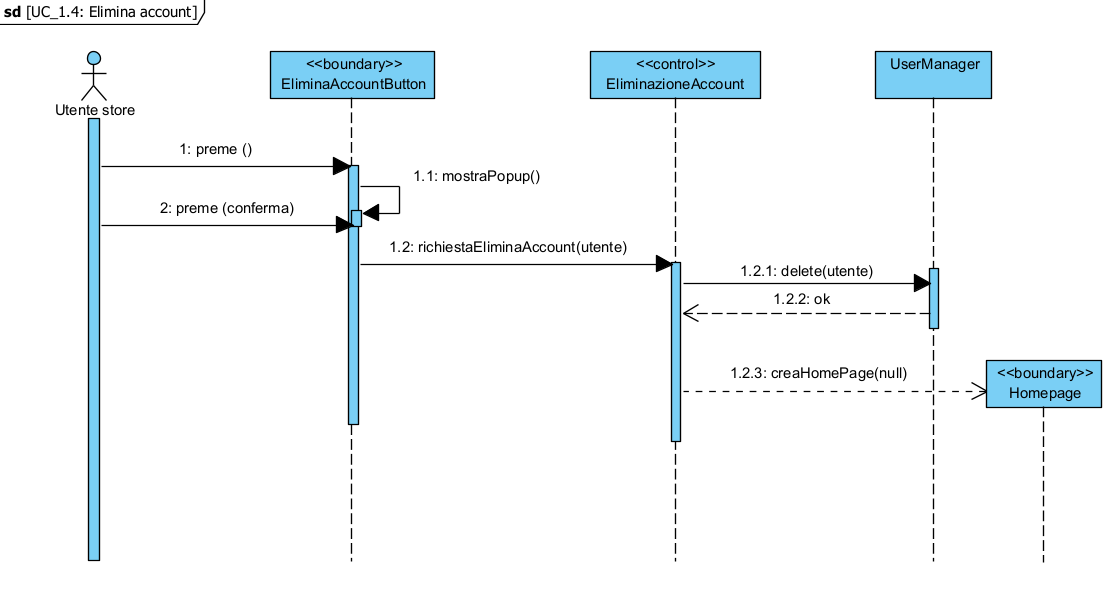 sd [UC_1.4: Elimina account]
Utente store
<<boundary>>
EliminaAccountButton
<<control>>
EliminazioneAccount
UserManager
1: preme ()
1.1: mostraPopup()
2: preme (conferma)
1.2: richiestaEliminaAccount(utente)
1.2.1: delete(utente)
1.2.2: ok
1.2.3: creaHomePage(null)
<<boundary>>
Homepage